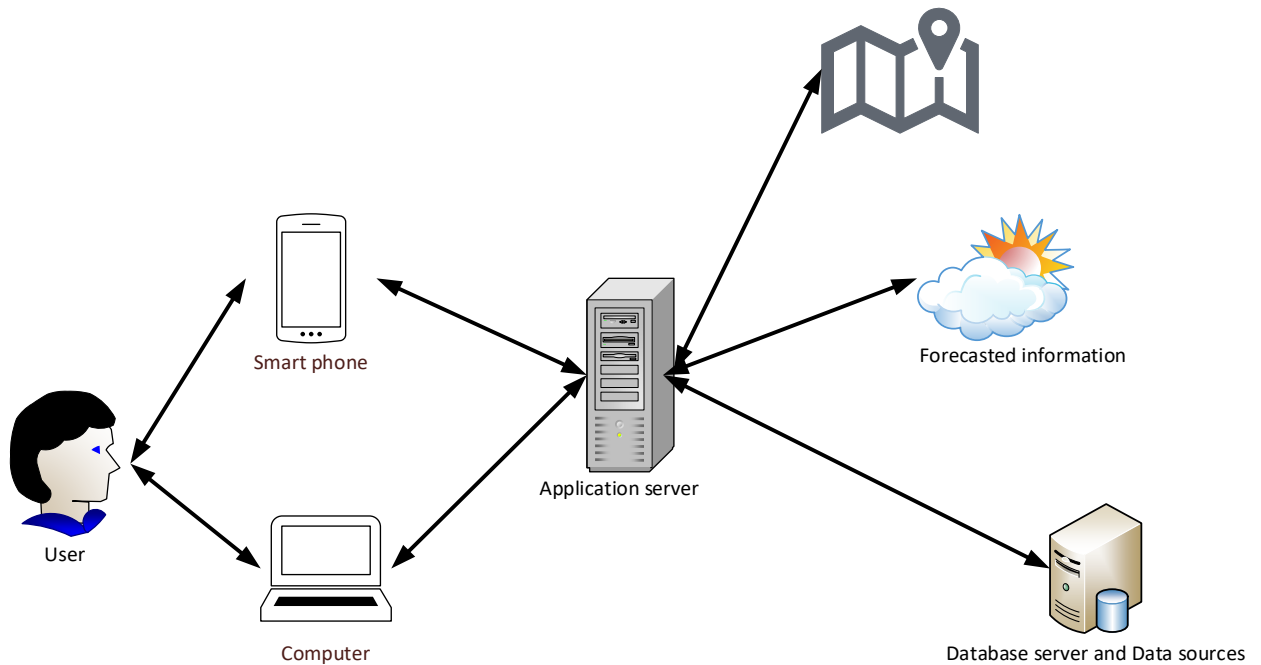 Smart phone
Forecasted information
Application server
User
Computer
Database server and Data sources